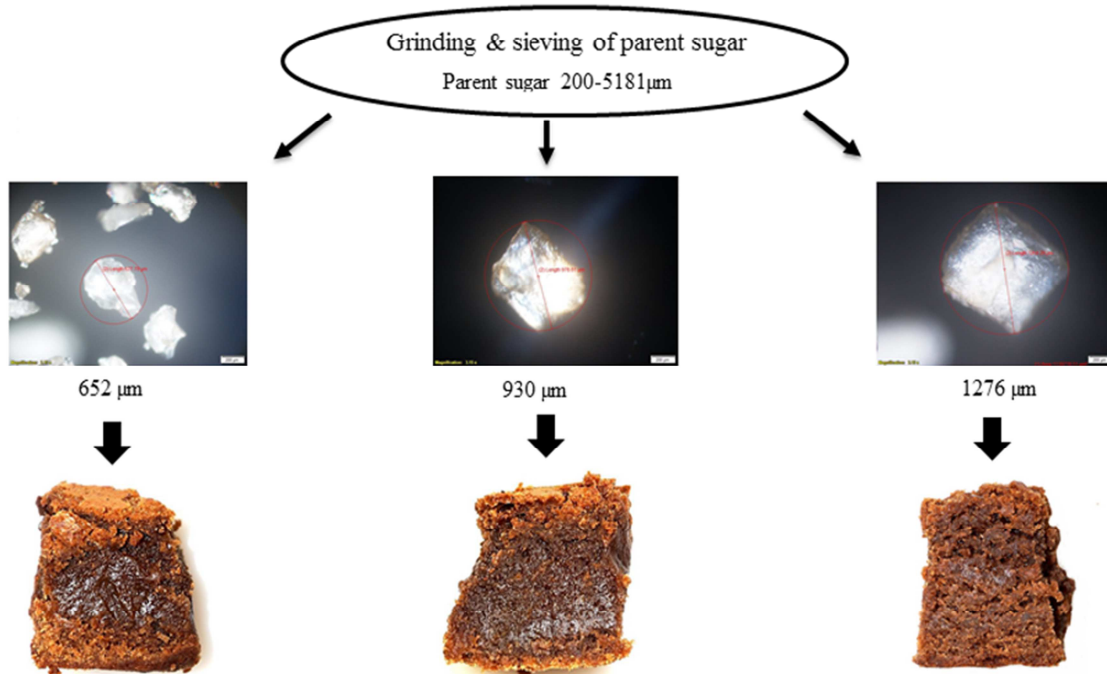 Grinding & sieving of parent sugar
Parent sugar 200-5181μm
652 μm
930 μm
1276 μm